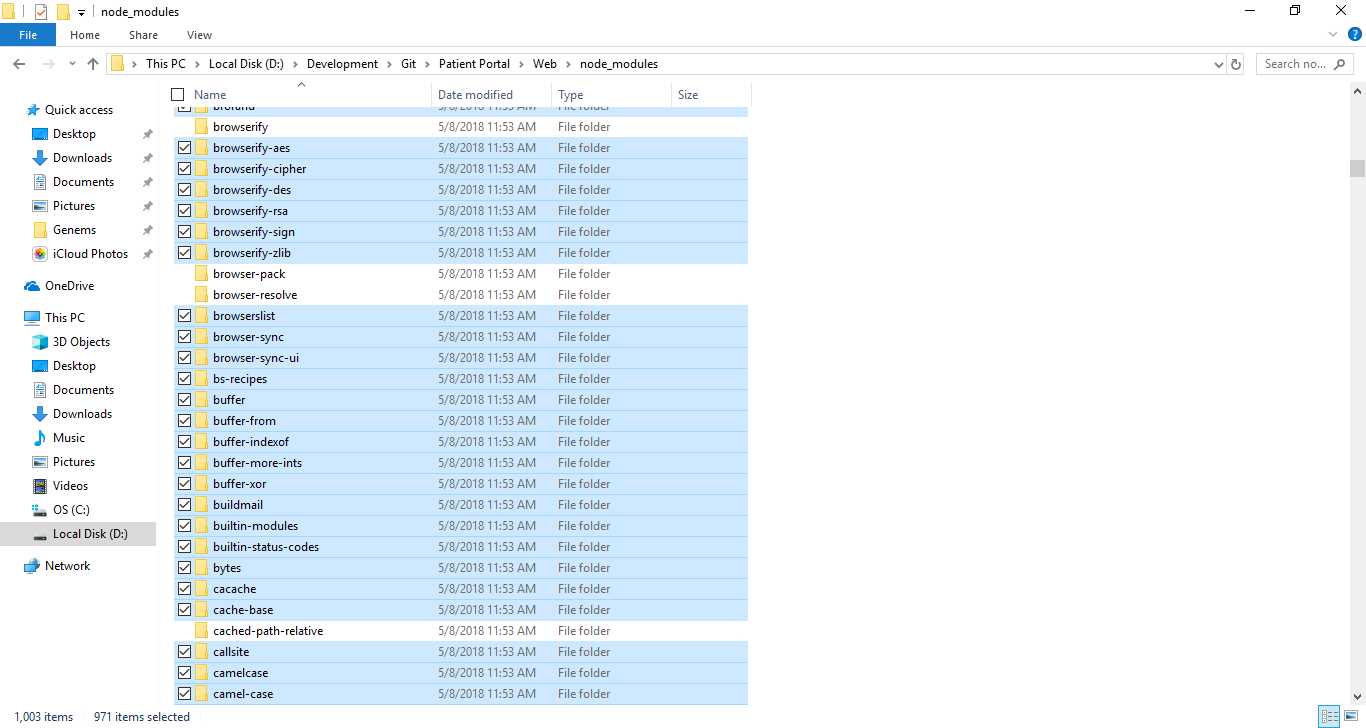 node_modules
File Home Share View
This PC Local Disk (D:) Development Git Patient Portal Web node_modules
Search no...
Quick access
Desktop
Downloads
Documents
Pictures
Genems
iCloud Photos
OneDrive
This PC
3D Objects
Desktop
Documents
Downloads
Music
Pictures
Videos
OS (C:)
Local Disk (D:)
Network
Name Date modified Type Size
brorand 5/8/2018 11:53 AM File folder
browserify 5/8/2018 11:53 AM File folder
browserify-aes 5/8/2018 11:53 AM File folder
browserify-cipher 5/8/2018 11:53 AM File folder
browserify-des 5/8/2018 11:53 AM File folder
browserify-rsa 5/8/2018 11:53 AM File folder
browserify-sign 5/8/2018 11:53 AM File folder
browserify-zlib 5/8/2018 11:53 AM File folder
browser-pack 5/8/2018 11:53 AM File folder
browser-resolve 5/8/2018 11:53 AM File folder
browserslist 5/8/2018 11:53 AM File folder
browser-sync 5/8/2018 11:53 AM File folder
browser-sync-ui 5/8/2018 11:53 AM File folder
bs-recipes 5/8/2018 11:53 AM File folder
buffer 5/8/2018 11:53 AM File folder
buffer-from 5/8/2018 11:53 AM File folder
buffer-indexof 5/8/2018 11:53 AM File folder
buffer-more-ints 5/8/2018 11:53 AM File folder
buffer-xor 5/8/2018 11:53 AM File folder
buildmail 5/8/2018 11:53 AM File folder
builtin-modules 5/8/2018 11:53 AM File folder
builtin-status-codes 5/8/2018 11:53 AM File folder
bytes 5/8/2018 11:53 AM File folder
cacache 5/8/2018 11:53 AM File folder
cache-base 5/8/2018 11:53 AM File folder
cached-path-relative 5/8/2018 11:53 AM File folder
callsite 5/8/2018 11:53 AM File folder
camelcase 5/8/2018 11:53 AM File folder
camel-case 5/8/2018 11:53 AM File folder
1,003 items 971 items selected